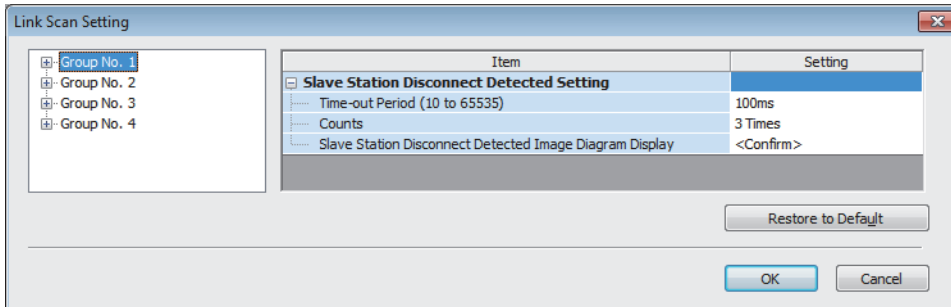 Link Scan Setting
Group No. 1
Group No. 2
Group No. 3
Group No. 4
Item Setting
Slave Station Disconnect Detected Setting
Time-out Period (10 to 65535) 100ms
Counts 3 Times
Slave Station Disconnect Detected Image Diagram Display <Confirm>
Restore to Default
OK Cancel